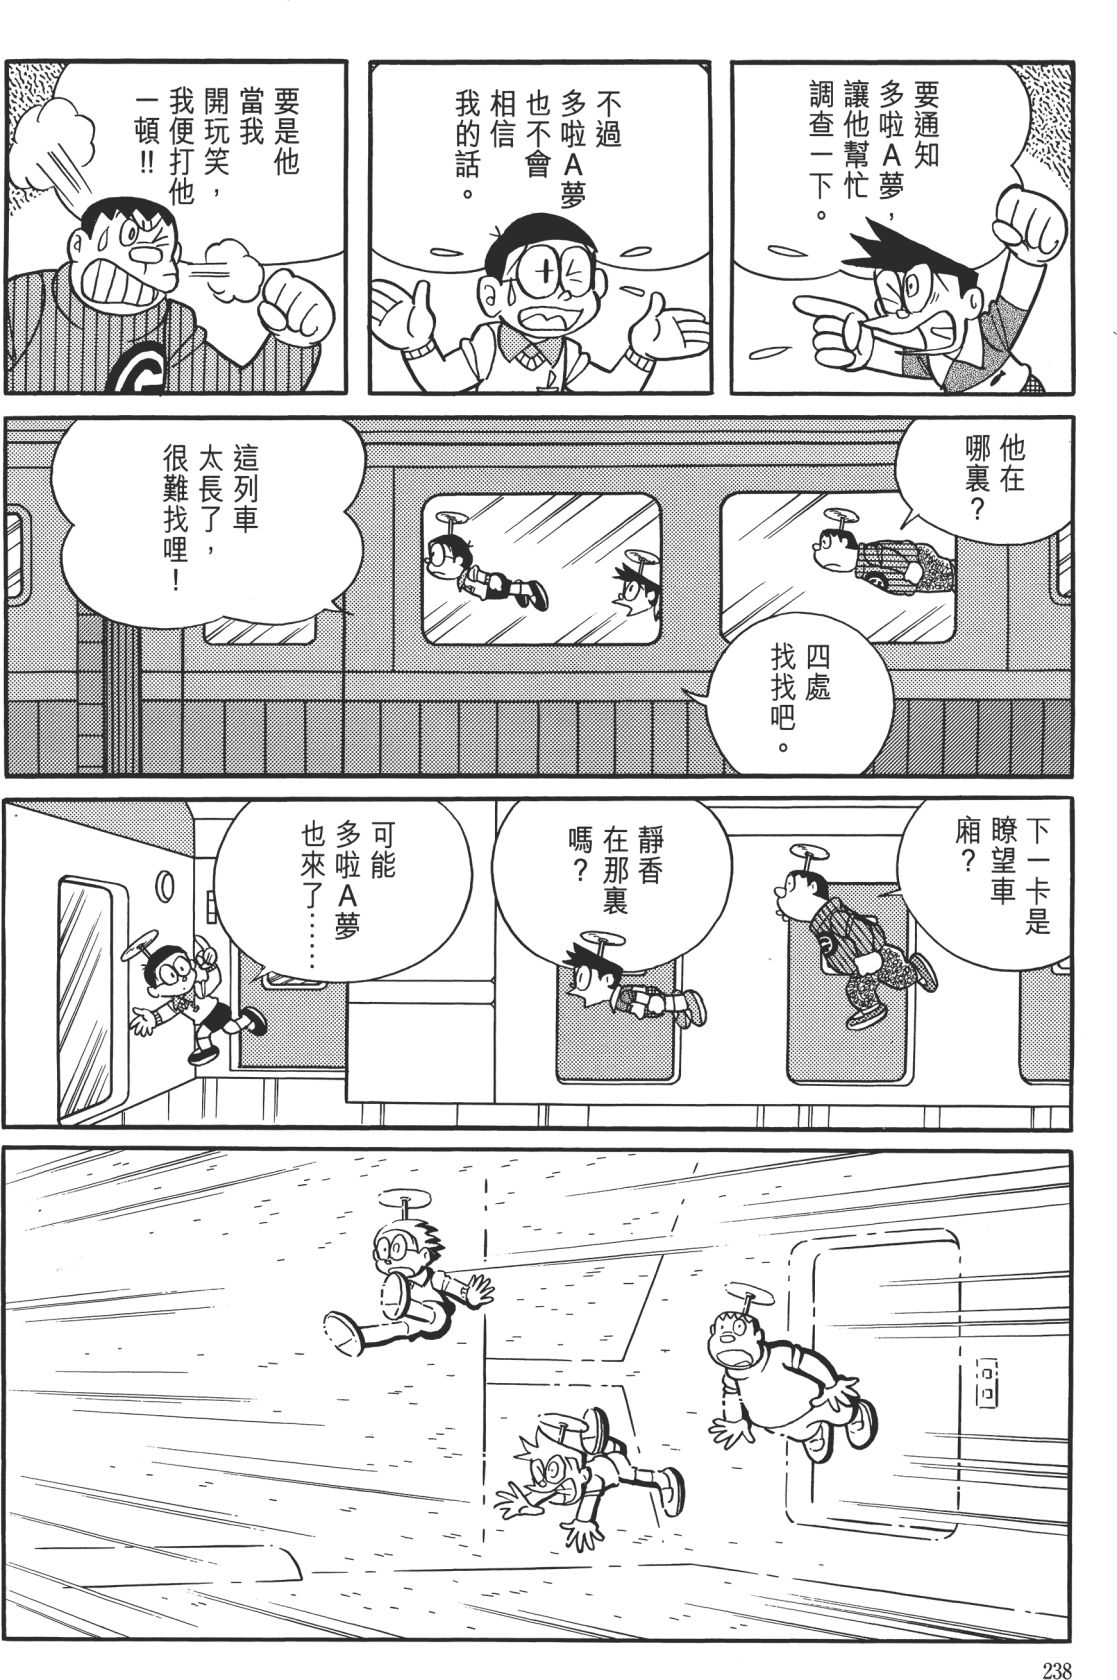 要通知
多啦A夢，
讓他幫忙
調查一下。
不過
多啦A夢
也不會
相信
我的話。
要是他
當我
開玩笑，
我便打他
一頓!!
他在
哪裏？
四處
找找吧。
這列車
太長了，
很難找哩！
下一卡是
瞭望車
廂？
靜香
在那裏
嗎？
可能
多啦A夢
也來了……
238